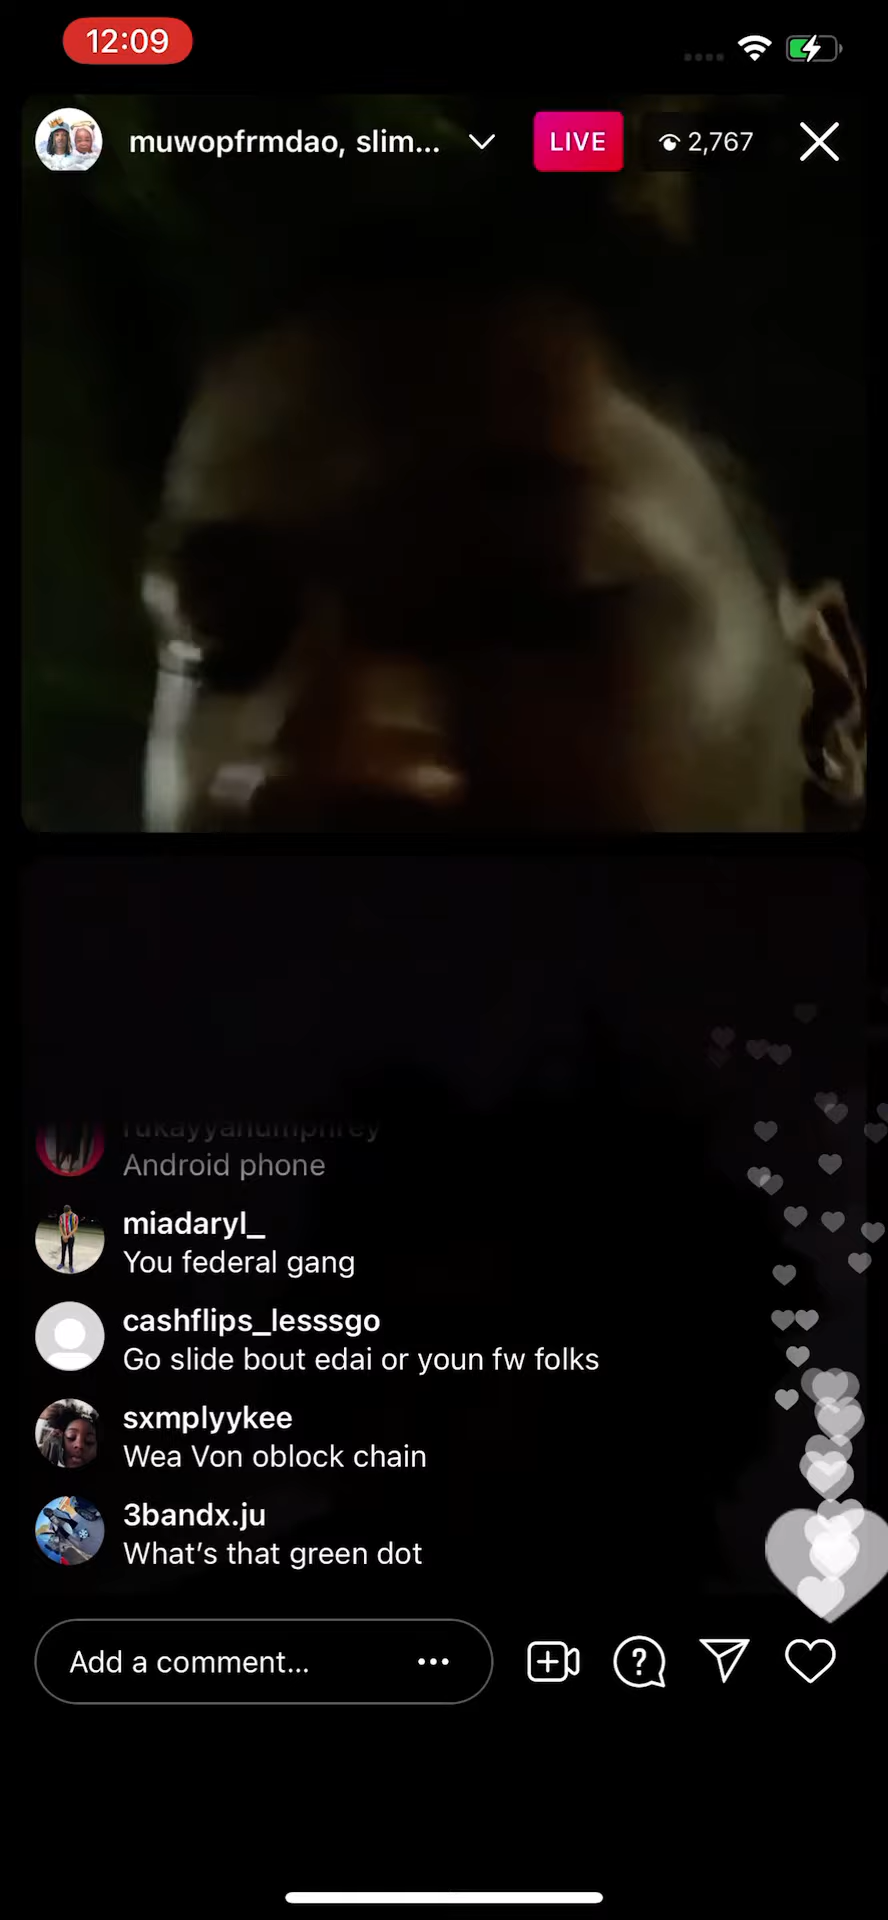 12:09
muwopfrmdao, slim...
LIVE
2,767
rukayyahumphrey
Android phone
miadaryl_
You federal gang
cashflips_lesssgo
Go slide bout edai or youn fw folks
sxmplyykee
Wea Von oblock chain
3bandx.ju
What's that green dot
Add a comment...